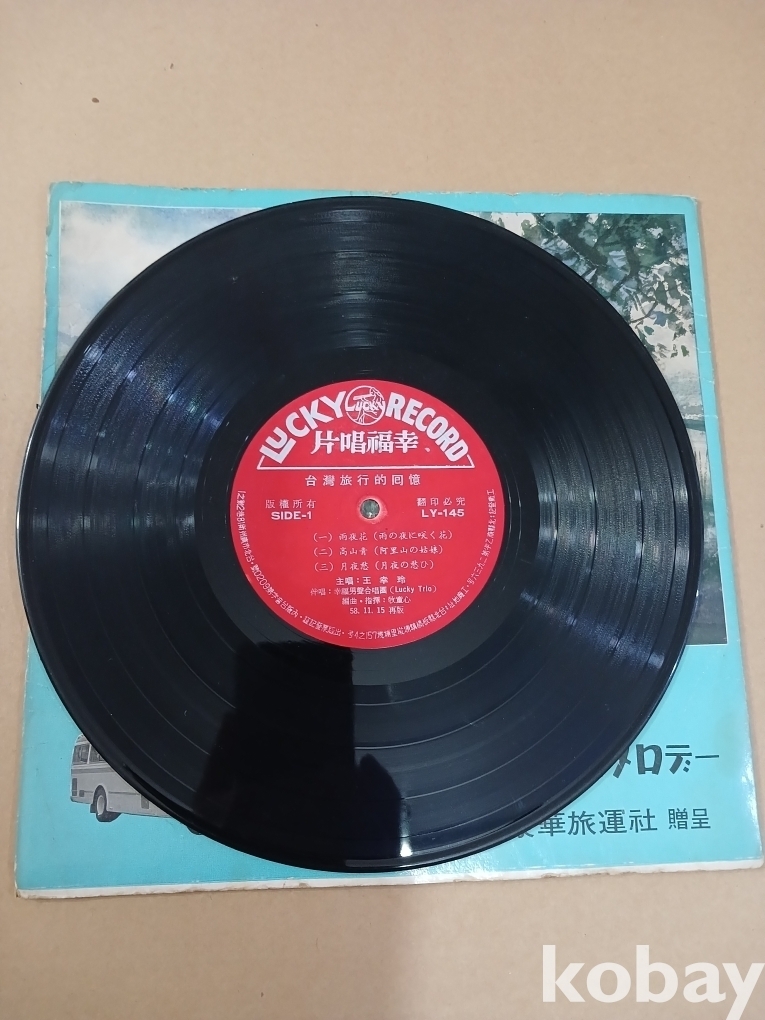 LUCKY RECORD
LUCKY
片唱福幸
台灣旅行的囘憶
版權所有
翻印必究
SIDE-1
LY-145
(一) 雨夜花 (雨の夜に咲く花)
(二) 高山青 (阿里山の姑娘)
(三) 月夜愁 (月夜の愁ひ)
主唱：王幸玲
伴唱：幸福男聲合唱團 (Lucky Trio)
編曲・指揮：牧童心
58. 11. 15 再版
メロデー
華旅運社 贈呈
kobay